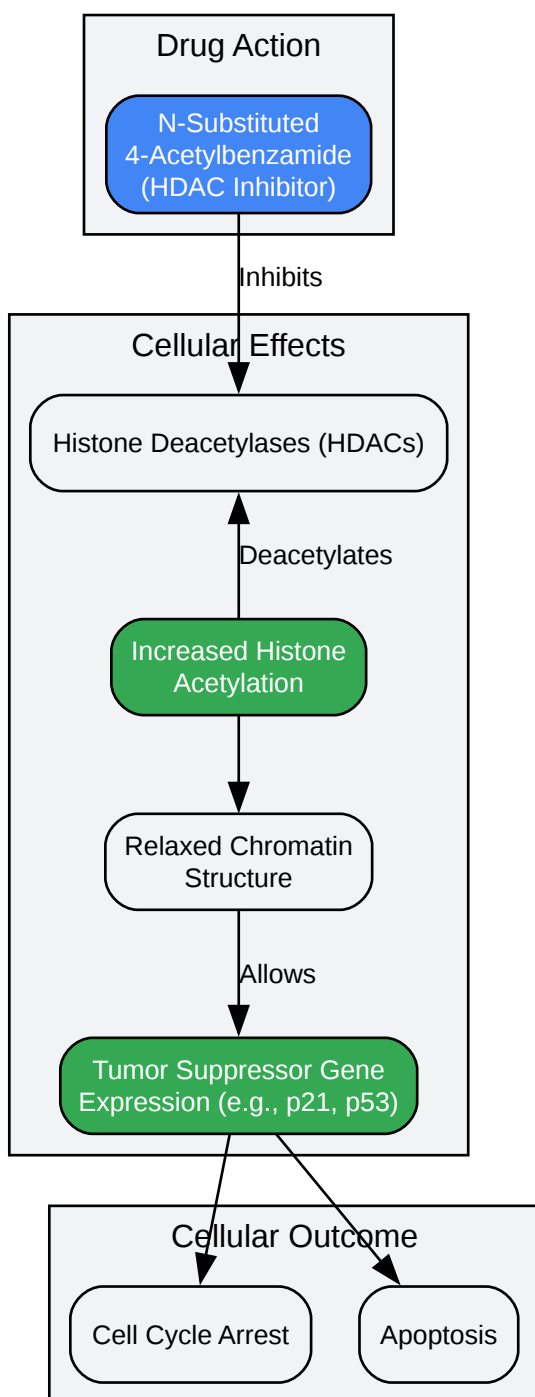 Drug Action
N-Substituted
4-Acetylbenzamide
(HDAC Inhibitor)
Inhibits
Cellular Effects
Histone Deacetylases (HDACs)
Deacetylates
Increased Histone
Acetylation
Relaxed Chromatin
Structure
Allows
Tumor Suppressor Gene
Expression (e.g., p21, p53)
Cellular Outcome
Cell Cycle Arrest
Apoptosis